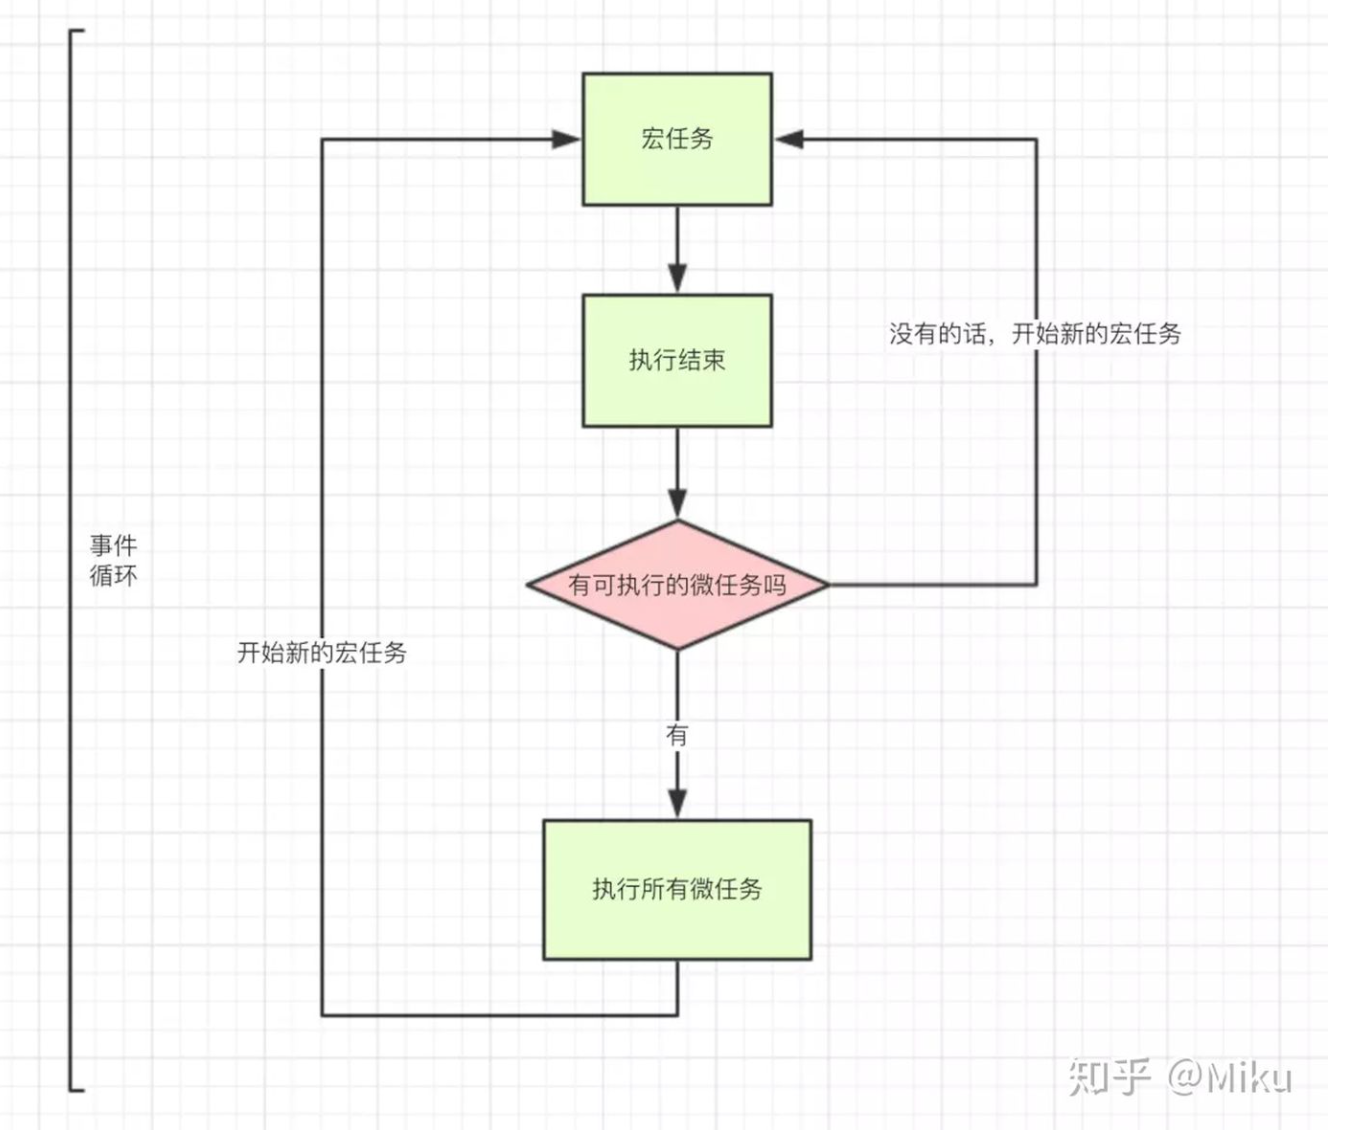 宏任务
执行结束
没有的话，开始新的宏任务
事件
循环
有可执行的微任务吗
开始新的宏任务
有
执行所有微任务
知乎 @Miku